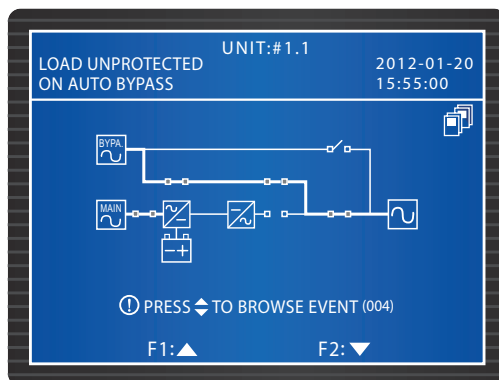 UNIT:#1.1
LOAD UNPROTECTED
ON AUTO BYPASS
2012-01-20
15:55:00
BYPA.
MAIN
PRESS TO BROWSE EVENT (004)
F1: F2: